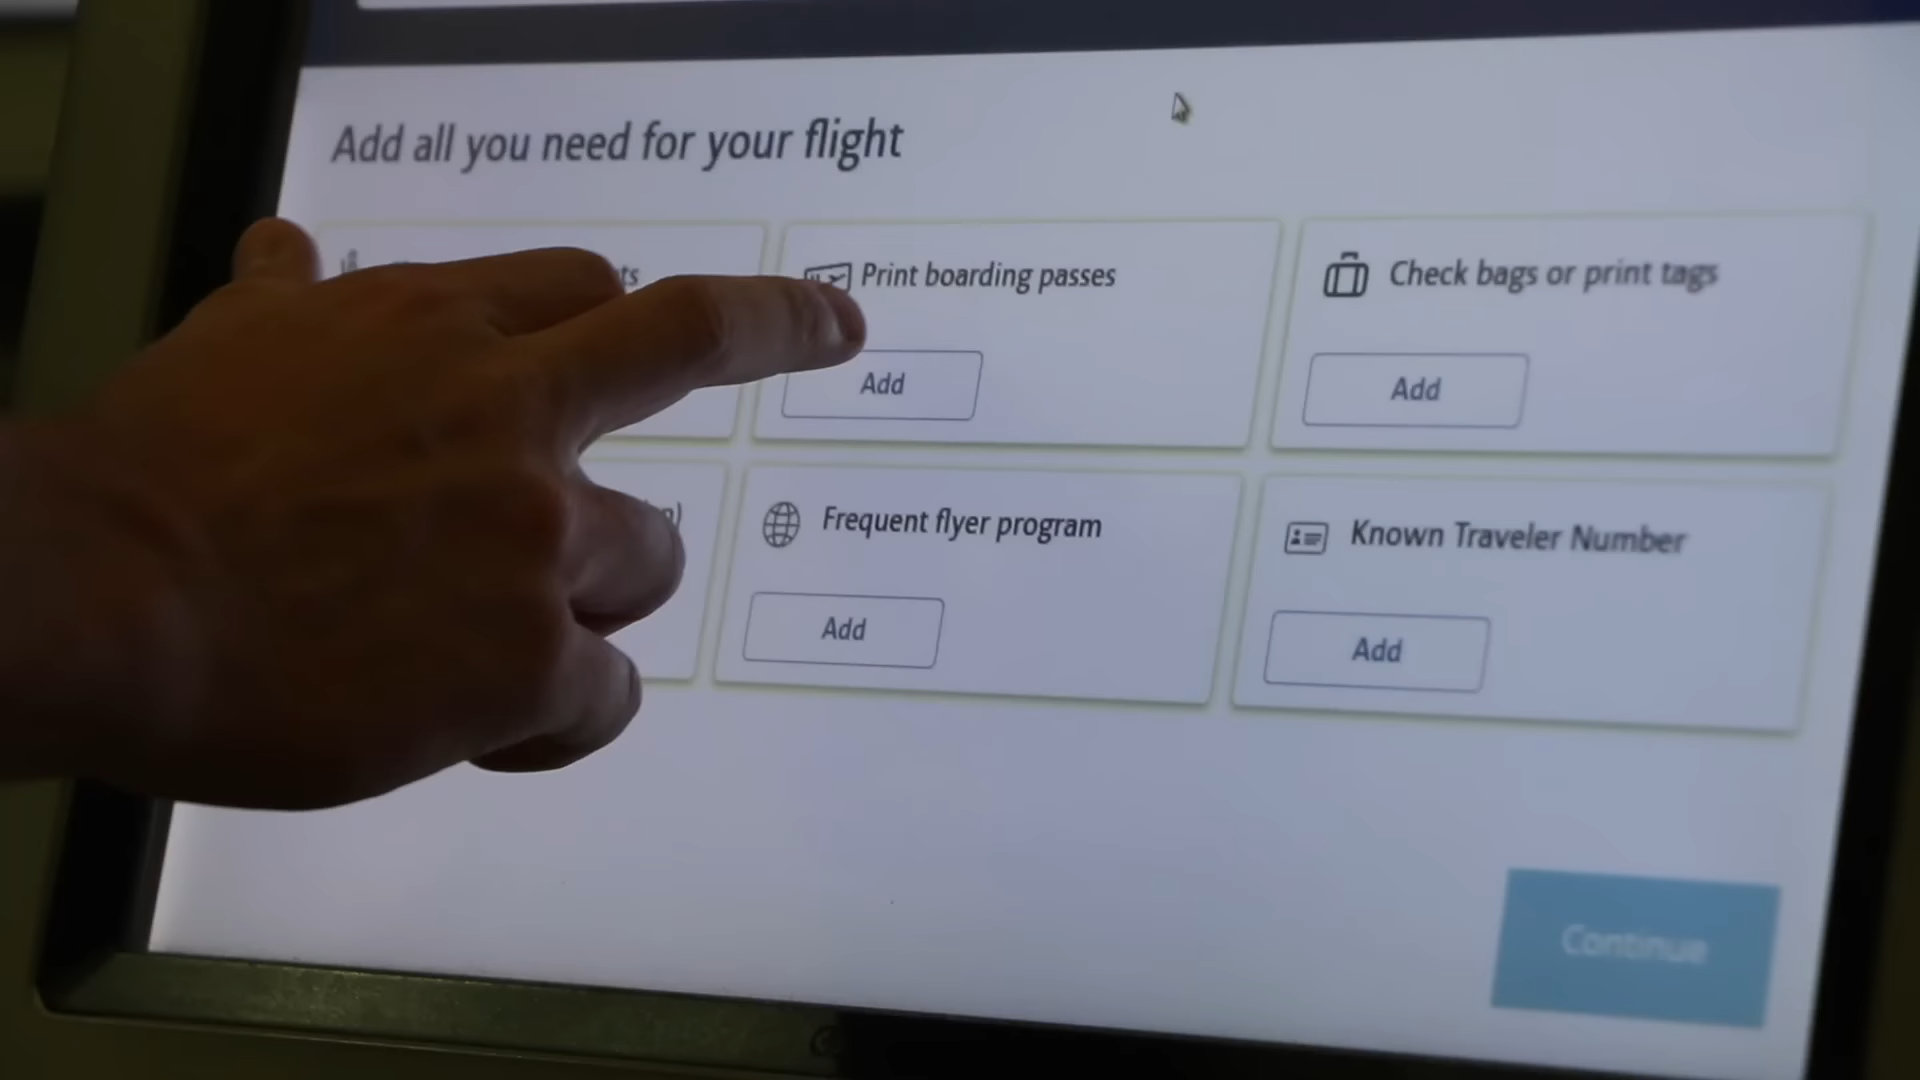 Add all you need for your flight
Print boarding passes
Check bags or print tags
Add
Add
Frequent flyer program
Known Traveler Number
Add
Add
Continue